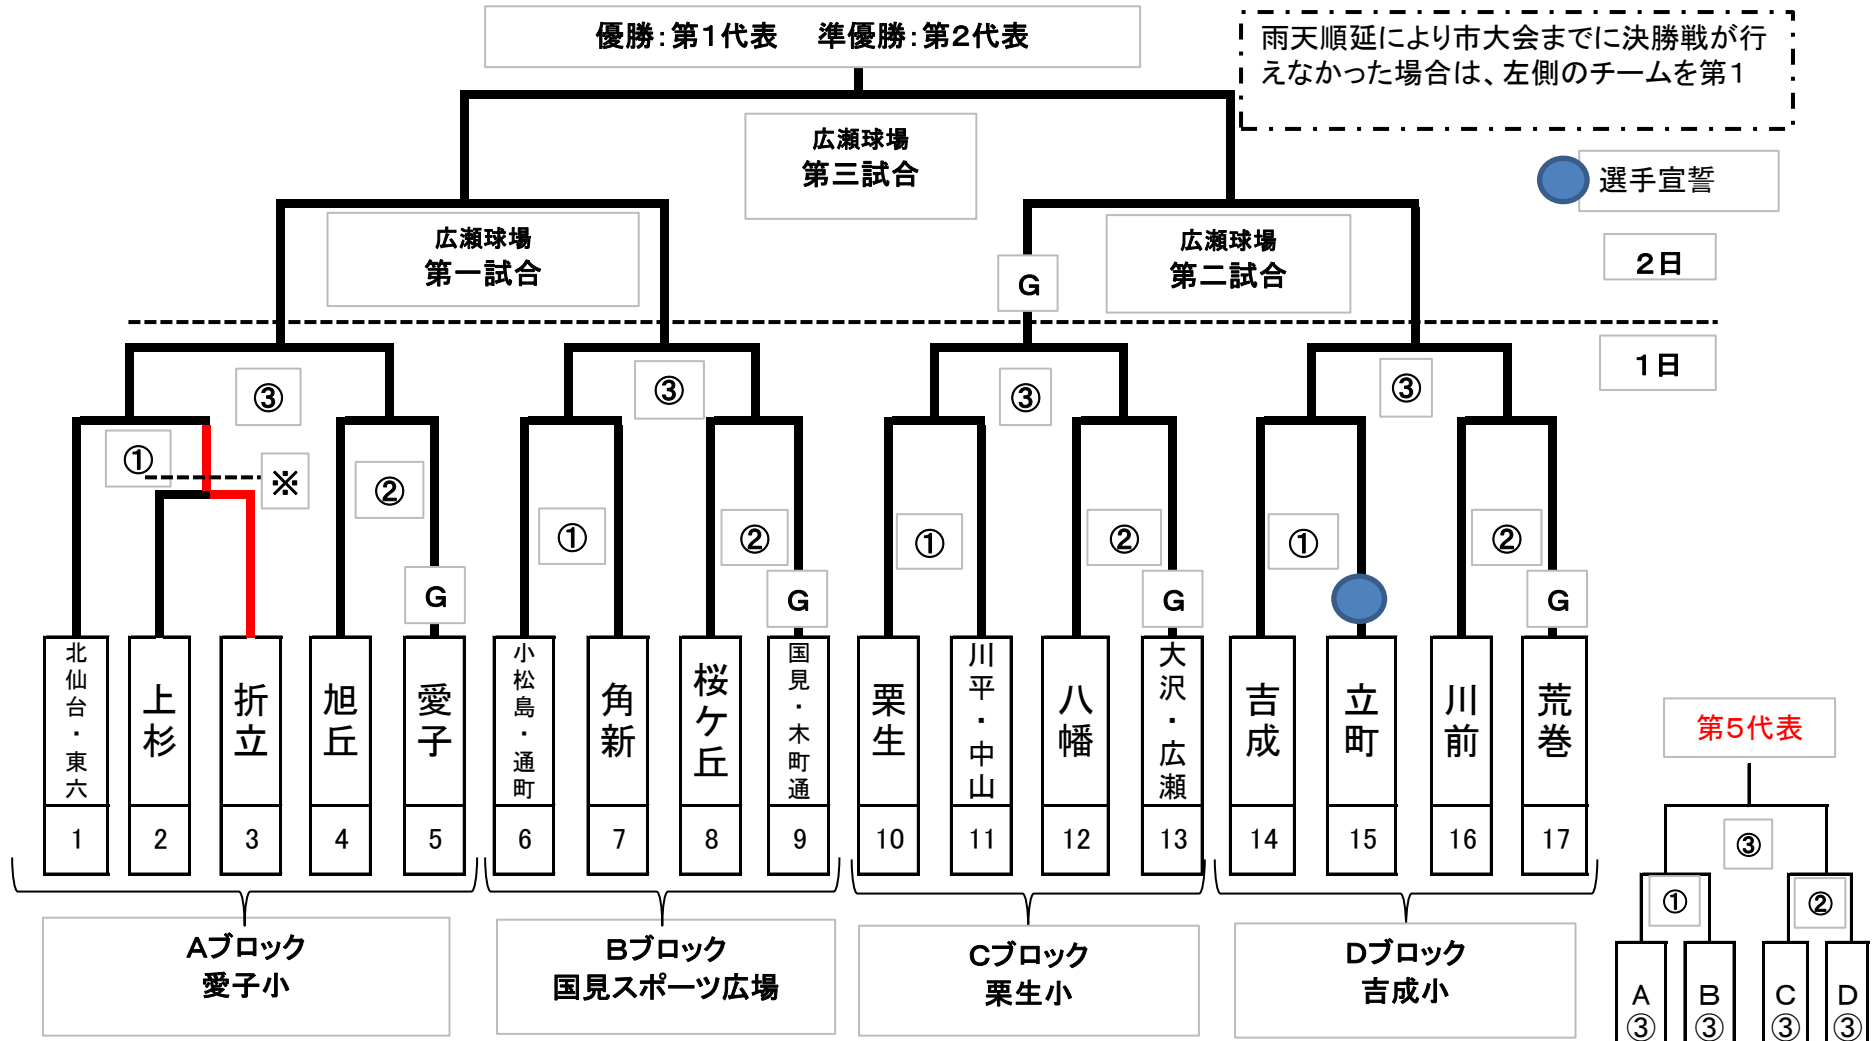 優勝：第１代表　準優勝：第２代表
雨天順延により市大会までに決勝戦が行
えなかった場合は、左側のチームを第１
広瀬球場
第三試合
選手宣誓
広瀬球場
第一試合
広瀬球場
第二試合
２日
G
１日
③
③
③
③
①
※
②
①
②
①
②
①
②
G
G
G
G
北仙台・東六
上杉
折立
旭丘
愛子
小松島・通町
角新
桜ケ丘
国見・木町通
栗生
川平・中山
八幡
大沢・広瀬
吉成
立町
川前
荒巻
1
2
3
4
5
6
7
8
9
10
11
12
13
14
15
16
17
第５代表
③
①
②
A③
B③
C③
D③
Aブロック
愛子小
Bブロック
国見スポーツ広場
Cブロック
栗生小
Dブロック
吉成小